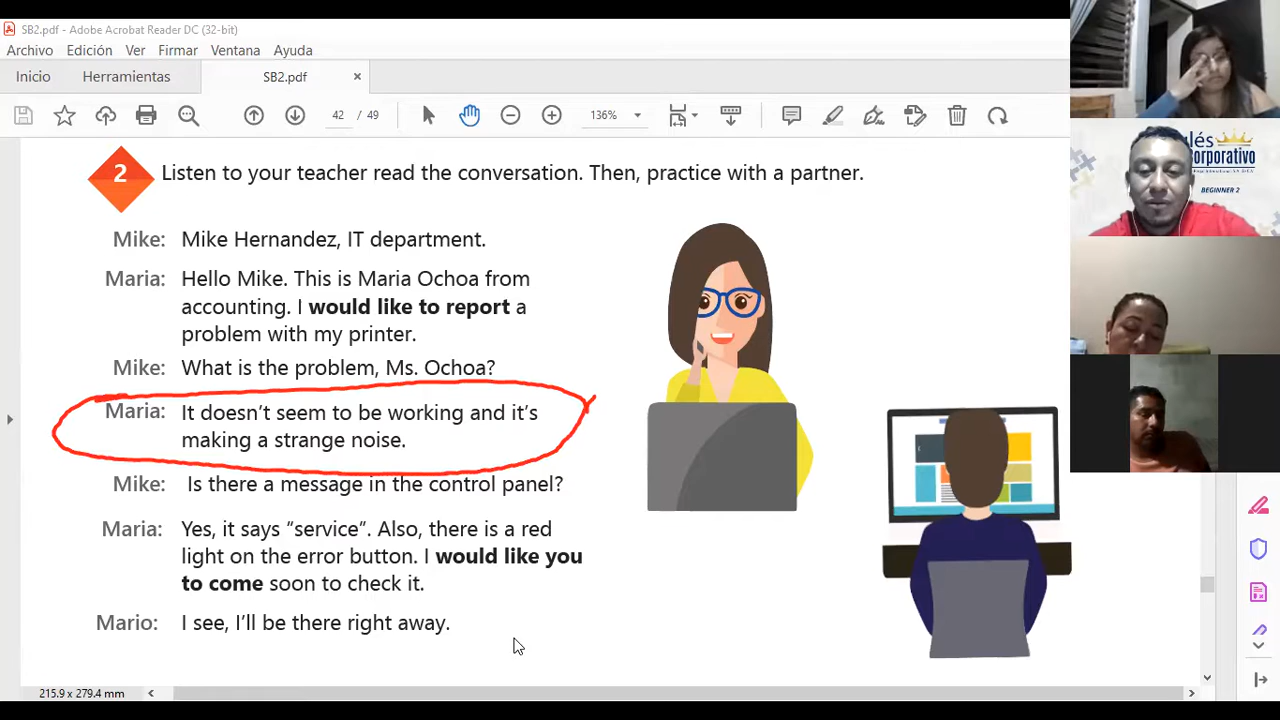 SB2.pdf - Adobe Acrobat Reader DC (32-bit)
Archivo Edición Ver Firmar Ventana Ayuda
Inicio Herramientas SB2.pdf ×
42 / 49 136%
2 Listen to your teacher read the conversation. Then, practice with a partner.
Mike: Mike Hernandez, IT department.
Maria: Hello Mike. This is Maria Ochoa from
accounting. I would like to report a
problem with my printer.
Mike: What is the problem, Ms. Ochoa?
Maria: It doesn't seem to be working and it's
making a strange noise.
Mike: Is there a message in the control panel?
Maria: Yes, it says “service”. Also, there is a red
light on the error button. I would like you
to come soon to check it.
Mario: I see, I'll be there right away.
215.9 x 279.4 mm
lés
orporativo
BEGINNER 2